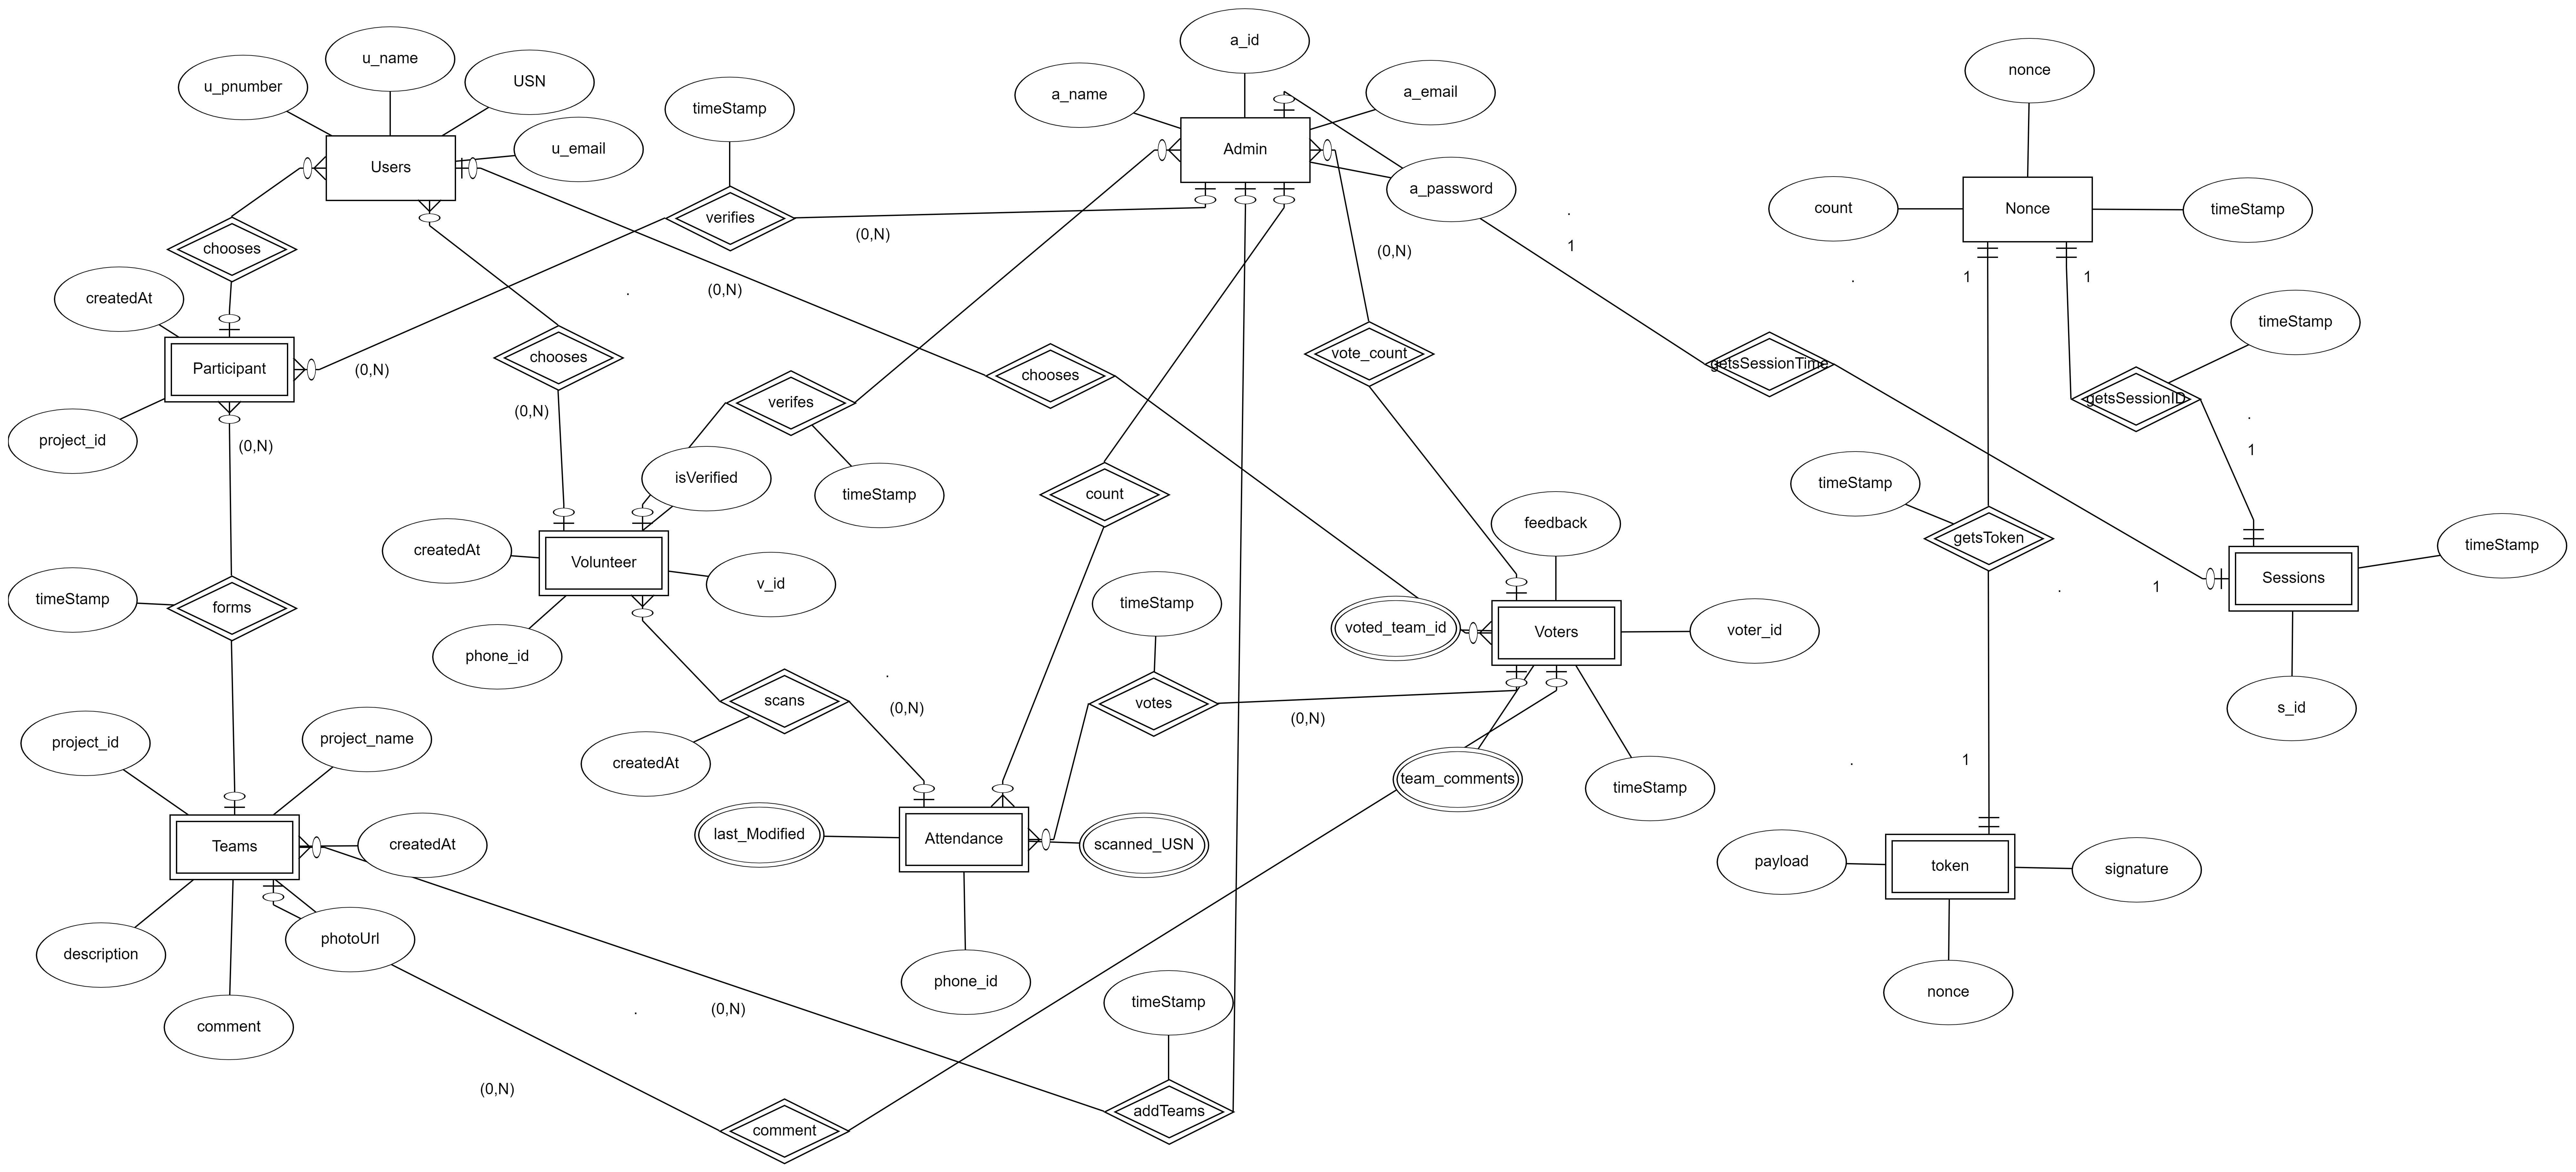 a_id
u_name
nonce
USN
u_pnumber
a_name
a_email
timeStamp
u_email
Admin
Users
a_password
count
Nonce
timeStamp
verifies
(0,N)
chooses
1
(0,N)
1
1
(0,N)
createdAt
timeStamp
vote_count
chooses
getsSessionTime
Participant
(0,N)
chooses
getsSessionID
verifes
(0,N)
project_id
(0,N)
1
isVerified
timeStamp
count
timeStamp
feedback
getsToken
timeStamp
createdAt
Volunteer
v_id
Sessions
1
timeStamp
forms
timeStamp
voted_team_id
Voters
voter_id
phone_id
scans
(0,N)
votes
(0,N)
s_id
project_id
project_name
createdAt
1
team_comments
timeStamp
last_Modified
Attendance
scanned_USN
Teams
createdAt
payload
token
signature
photoUrl
description
phone_id
nonce
(0,N)
timeStamp
comment
(0,N)
addTeams
comment